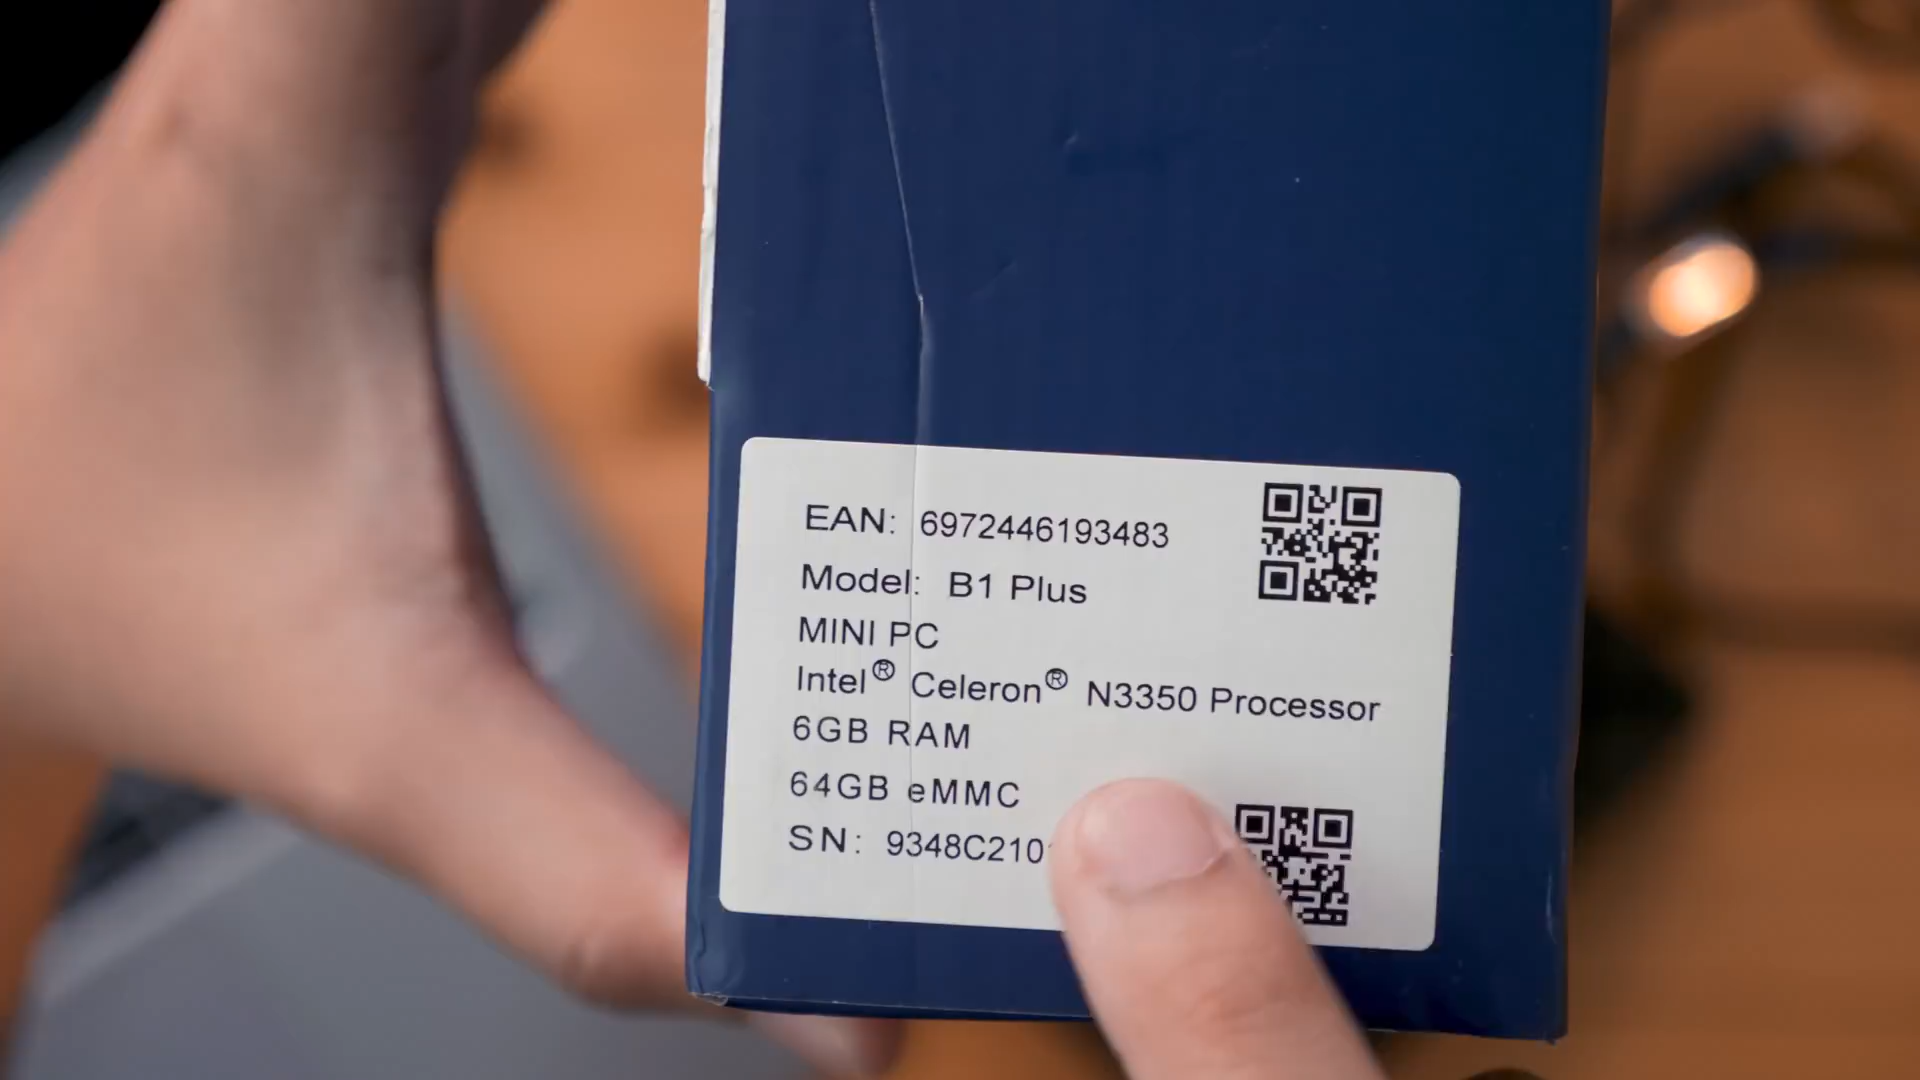 EAN: 6972446193483
Model: B1 Plus
MINI PC
Intel® Celeron® N3350 Processor
6GB RAM
64GB eMMC
SN: 9348C210